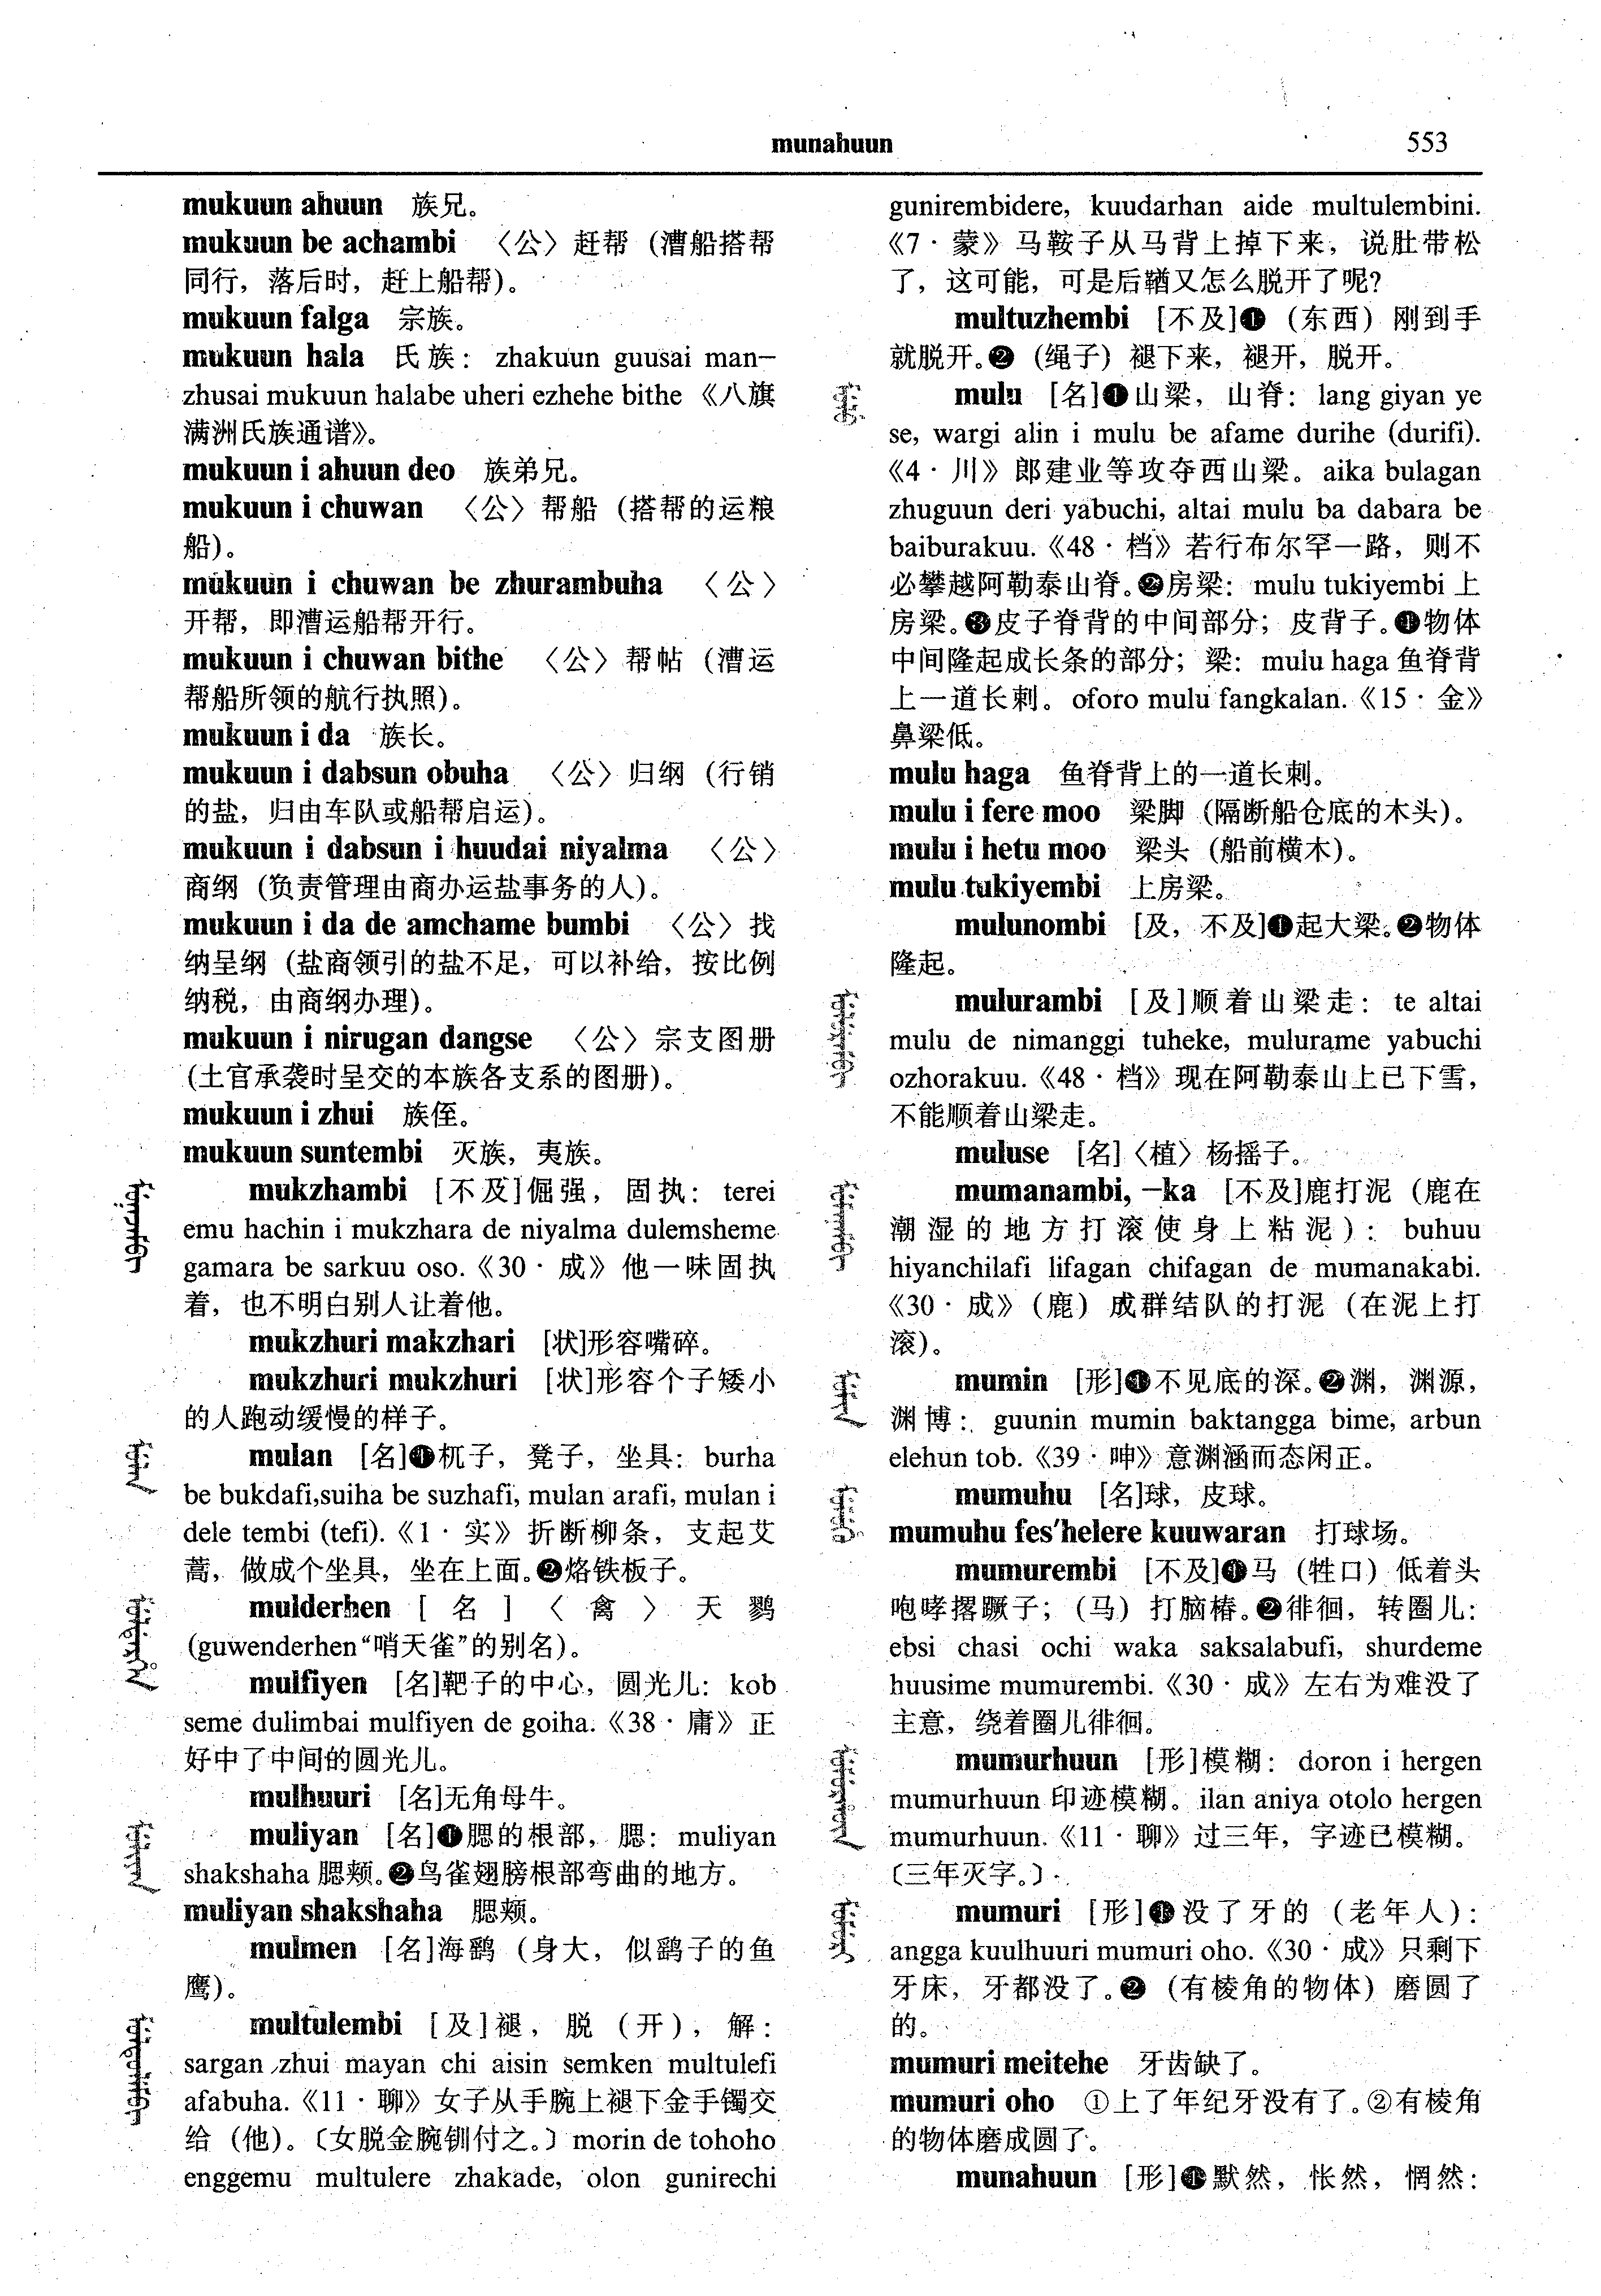 munahuun
553
mukuun ahuun 族兄。
mukuun be achambi 〈公〉赶帮（漕船搭帮
同行，落后时，赶上船帮）。
mukuun falga 宗族。
mukuun hala 氏族：zhakuun guusai man-
zhusai mukuun halabe uheri ezhehe bithe《八旗
满洲氏族通谱》。
mukuun i ahuun deo 族弟兄。
mukuun i chuwan 〈公〉帮船（搭帮的运粮
船）。
mukuun i chuwan be zhurambuha 〈公〉
开帮，即漕运船帮开行。
mukuun i chuwan bithe 〈公〉帮帖（漕运
帮船所领的航行执照）。
mukuun i da 族长。
mukuun i dabsun obuha 〈公〉归纲（行销
的盐，归由车队或船帮启运）。
mukuun i dabsun i huudai niyalma 〈公〉
商纲（负责管理由商办运盐事务的人）。
mukuun i da de amchame bumbi 〈公〉找
纳呈纲（盐商领引的盐不足，可以补给，按比例
纳税，由商纲办理）。
mukuun i nirugan dangse 〈公〉宗支图册
（土官承袭时呈交的本族各支系的图册）。
mukuun i zhui 族侄。
mukuun suntembi 灭族，夷族。
mukzhambi [不及]倔强，固执：terei
emu hachin i mukzhara de niyalma dulemsheme
gamara be sarkuu oso.《30·成》他一味固执
着，也不明白别人让着他。
mukzhuri makzhari [状]形容嘴碎。
mukzhuri mukzhuri [状]形容个子矮小
的人跑动缓慢的样子。
mulan [名]❶杌子，凳子，坐具：burha
be bukdafi,suiha be suzhafi, mulan arafi, mulan i
dele tembi (tefi).《1·实》折断柳条，支起艾
蒿，做成个坐具，坐在上面。❷烙铁板子。
mulderhen [名]〈禽〉天鹨
(guwenderhen“哨天雀”的别名）。
mulfiyen [名]靶子的中心，圆光儿：kob
seme dulimbai mulfiyen de goiha.《38·庸》正
好中了中间的圆光儿。
mulhuuri [名]无角母牛。
muliyan [名]❶腮的根部，腮：muliyan
shakshaha 腮颊。❷鸟雀翅膀根部弯曲的地方。
muliyan shakshaha 腮颊。
mulmen [名]海鹞（身大，似鹞子的鱼
鹰）。
multulembi [及]褪，脱（开），解：
sargan zhui mayan chi aisin semken multulefi
afabuha.《11·聊》女子从手腕上褪下金手镯交
给（他）。〔女脱金腕钏付之。〕morin de tohoho
enggemu multulere zhakade, olon gunirechi
gunirembidere, kuudarhan aide multulembini.
《7·蒙》马鞍子从马背上掉下来，说肚带松
了，这可能，可是后鞧又怎么脱开了呢？
multuzhembi [不及]❶（东西）刚到手
就脱开。❷（绳子）褪下来，褪开，脱开。
mulu [名]❶山梁，山脊：lang giyan ye
se, wargi alin i mulu be afame durihe (durifi).
《4·川》郎建业等攻夺西山梁。aika bulagan
zhuguun deri yabuchi, altai mulu ba dabara be
baiburakuu.《48·档》若行布尔罕一路，则不
必攀越阿勒泰山脊。❷房梁：mulu tukiyembi 上
房梁。❸皮子脊背的中间部分；皮背子。❹物体
中间隆起成长条的部分；梁：mulu haga 鱼脊背
上一道长刺。oforo mulu fangkalan.《15·金》
鼻梁低。
mulu haga 鱼脊背上的一道长刺。
mulu i fere moo 梁脚（隔断船仓底的木头）。
mulu i hetu moo 梁头（船前横木）。
mulu tukiyembi 上房梁。
mulunombi [及，不及]❶起大梁。❷物体
隆起。
mulurambi [及]顺着山梁走：te altai
mulu de nimanggi tuheke, mulurame yabuchi
ozhorakuu.《48·档》现在阿勒泰山上已下雪，
不能顺着山梁走。
muluse [名]〈植〉杨摇子。
mumanambi, -ka [不及]鹿打泥（鹿在
潮湿的地方打滚使身上粘泥）：buhuu
hiyanchilafi lifagan chifagan de mumanakabi.
《30·成》（鹿）成群结队的打泥（在泥上打
滚）。
mumin [形]❶不见底的深。❷渊，渊源，
渊博：guunin mumin baktangga bime, arbun
elehun tob.《39·呻》意渊涵而态闲正。
mumuhu [名]球，皮球。
mumuhu fes'helere kuuwaran 打球场。
mumurembi [不及]❶马（牲口）低着头
咆哮撂蹶子；（马）打脑椿。❷徘徊，转圈儿：
ebsi chasi ochi waka saksalabufi, shurdeme
huusime mumurembi.《30·成》左右为难没了
主意，绕着圈儿徘徊。
mumurhuun [形]模糊：doron i hergen
mumurhuun 印迹模糊。ilan aniya otolo hergen
mumurhuun.《11·聊》过三年，字迹已模糊。
〔三年灭字。〕
mumuri [形]❶没了牙的（老年人）：
angga kuulhuuri mumuri oho.《30·成》只剩下
牙床，牙都没了。❷（有棱角的物体）磨圆了
的。
mumuri meitehe 牙齿缺了。
mumuri oho ①上了年纪牙没有了。②有棱角
的物体磨成圆了。
munahuun [形]❶默然，怅然，惘然：